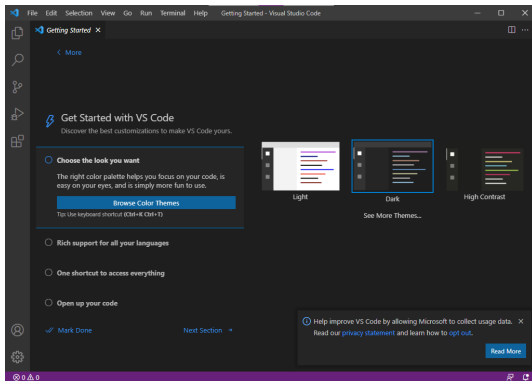 File Edit Selection View Go Run Terminal Help Getting Started - Visual Studio Code
Getting Started
< More
Get Started with VS Code
Discover the best customizations to make VS Code yours.
Choose the look you want
The right color palette helps you focus on your code, is
easy on your eyes, and is simply more fun to use.
Browse Color Themes
Tip: Use keyboard shortcut (Ctrl+K Ctrl+T)
Rich support for all your languages
One shortcut to access everything
Open up your code
Mark Done
Next Section
Light
Dark
High Contrast
See More Themes...
Help improve VS Code by allowing Microsoft to collect usage data.
Read our privacy statement and learn how to opt out.
Read More
0 0